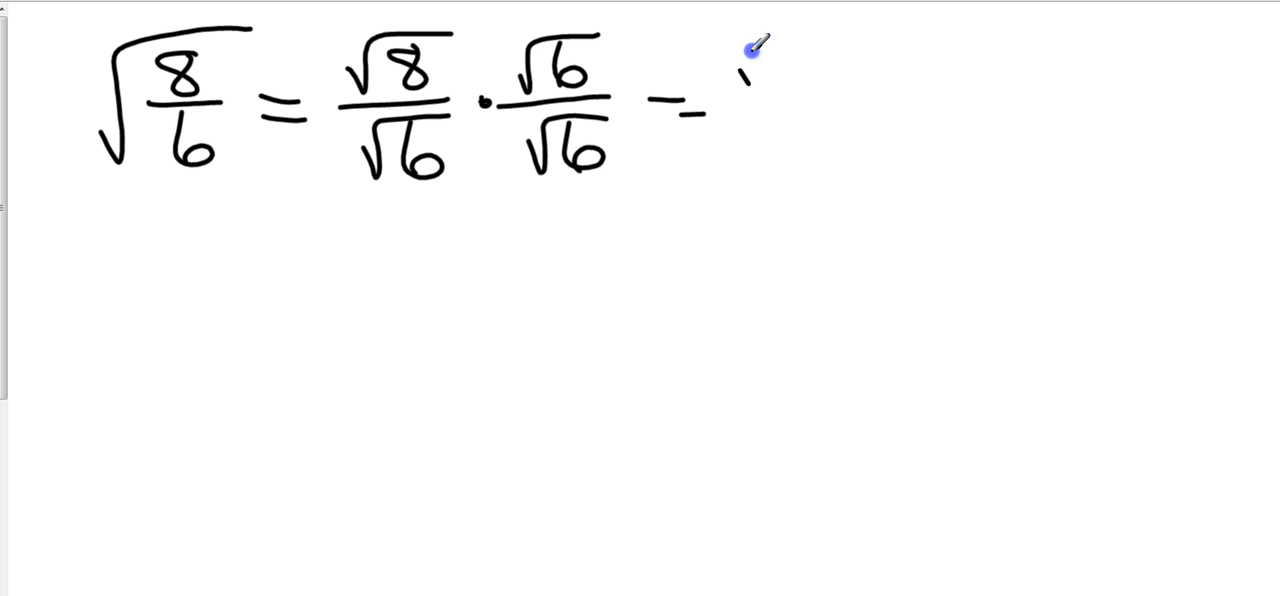 √(8/6) = √8/√6 · √6/√6 =